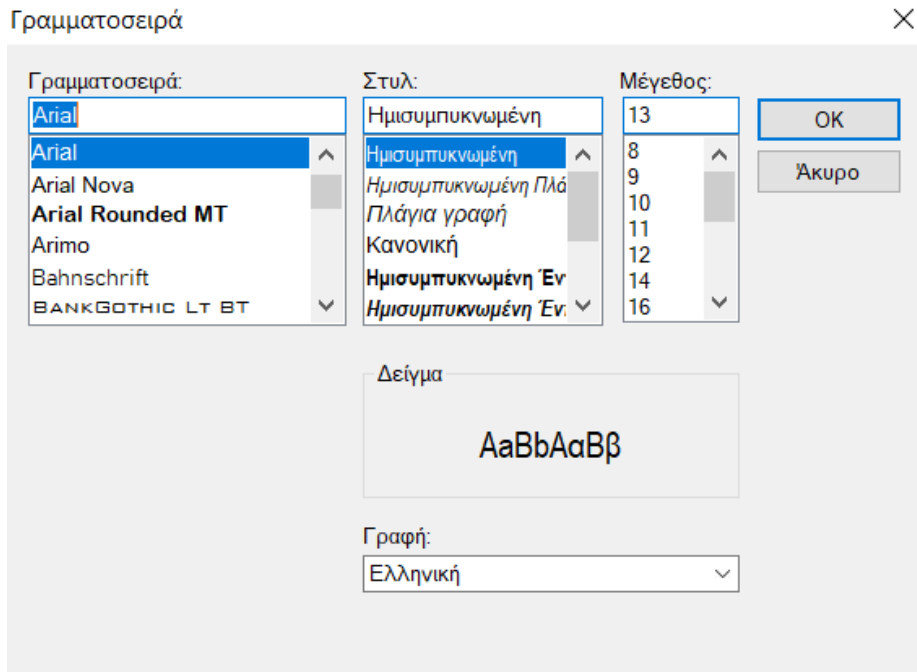 Γραμματοσειρά
Γραμματοσειρά:
Arial
Arial
Arial Nova
Arial Rounded MT
Arimo
Bahnschrift
BankGothic Lt BT
Στυλ:
Ημισυμπυκνωμένη
Ημισυμπυκνωμένη
Ημισυμπυκνωμένη Πλά
Πλάγια γραφή
Κανονική
Ημισυμπυκνωμένη Έν
Ημισυμπυκνωμένη Έντ
Μέγεθος:
13
8
9
10
11
12
14
16
OK
Άκυρο
Δείγμα
AaBbΑαΒβ
Γραφή:
Ελληνική